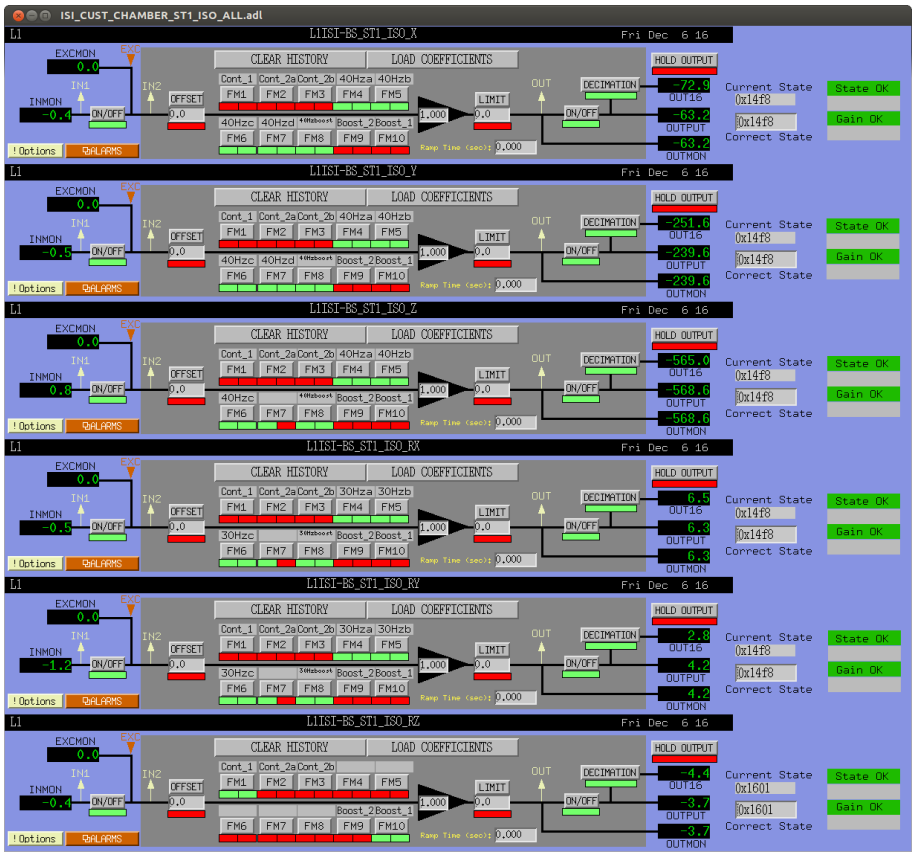 ISI_CUST_CHAMBER_ST1_ISO_ALL.adl
L1 L1ISI-BS_ST1_ISO_X Fri Dec 6 16
EXCMON EXC CLEAR HISTORY LOAD COEFFICIENTS HOLD OUTPUT
0.0 Cont_1 Cont_2a Cont_2b 40Hza 40Hzb OUT DECIMATION -72.9 Current State State OK
IN1 IN2 FM1 FM2 FM3 FM4 FM5 OUT16 0x14f8
INMON OFFSET LIMIT
-0.4 ON/OFF 0.0 1.000 0.0 ON/OFF -63.2 0x14f8 Gain OK
40Hzc 40Hzd 40Hzboost Boost_2 Boost_1 OUTPUT Correct State
FM6 FM7 FM8 FM9 FM10 -63.2
! Options ALARMS Ramp Time (sec): 0.000 OUTMON
L1 L1ISI-BS_ST1_ISO_Y Fri Dec 6 16
EXCMON EXC CLEAR HISTORY LOAD COEFFICIENTS HOLD OUTPUT
0.0 Cont_1 Cont_2a Cont_2b 40Hza 40Hzb OUT DECIMATION -251.6 Current State State OK
IN1 IN2 FM1 FM2 FM3 FM4 FM5 OUT16 0x14f8
INMON OFFSET LIMIT
-0.5 ON/OFF 0.0 1.000 0.0 ON/OFF -239.6 0x14f8 Gain OK
40Hzc 40Hzd 40Hzboost Boost_2 Boost_1 OUTPUT Correct State
FM6 FM7 FM8 FM9 FM10 -239.6
! Options ALARMS Ramp Time (sec): 0.000 OUTMON
L1 L1ISI-BS_ST1_ISO_Z Fri Dec 6 16
EXCMON EXC CLEAR HISTORY LOAD COEFFICIENTS HOLD OUTPUT
0.0 Cont_1 Cont_2a Cont_2b 40Hza 40Hzb OUT DECIMATION -565.0 Current State State OK
IN1 IN2 FM1 FM2 FM3 FM4 FM5 OUT16 0x14f8
INMON OFFSET LIMIT
0.8 ON/OFF 0.0 1.000 0.0 ON/OFF -568.6 0x14f8 Gain OK
40Hzc 40Hzboost Boost_2 Boost_1 OUTPUT Correct State
FM6 FM7 FM8 FM9 FM10 -568.6
! Options ALARMS Ramp Time (sec): 0.000 OUTMON
L1 L1ISI-BS_ST1_ISO_RX Fri Dec 6 16
EXCMON EXC CLEAR HISTORY LOAD COEFFICIENTS HOLD OUTPUT
0.0 Cont_1 Cont_2a Cont_2b 30Hza 30Hzb OUT DECIMATION 6.5 Current State State OK
IN1 IN2 FM1 FM2 FM3 FM4 FM5 OUT16 0x14f8
INMON OFFSET LIMIT
-0.5 ON/OFF 0.0 1.000 0.0 ON/OFF 6.3 0x14f8 Gain OK
30Hzc 30Hzboost Boost_2 Boost_1 OUTPUT Correct State
FM6 FM7 FM8 FM9 FM10 6.3
! Options ALARMS Ramp Time (sec): 0.000 OUTMON
L1 L1ISI-BS_ST1_ISO_RY Fri Dec 6 16
EXCMON EXC CLEAR HISTORY LOAD COEFFICIENTS HOLD OUTPUT
0.0 Cont_1 Cont_2a Cont_2b 30Hza 30Hzb OUT DECIMATION 2.8 Current State State OK
IN1 IN2 FM1 FM2 FM3 FM4 FM5 OUT16 0x14f8
INMON OFFSET LIMIT
-1.2 ON/OFF 0.0 1.000 0.0 ON/OFF 4.2 0x14f8 Gain OK
30Hzc 30Hzboost Boost_2 Boost_1 OUTPUT Correct State
FM6 FM7 FM8 FM9 FM10 4.2
! Options ALARMS Ramp Time (sec): 0.000 OUTMON
L1 L1ISI-BS_ST1_ISO_RZ Fri Dec 6 16
EXCMON EXC CLEAR HISTORY LOAD COEFFICIENTS HOLD OUTPUT
0.0 Cont_1 Cont_2a Cont_2b OUT DECIMATION -4.4 Current State State OK
IN1 IN2 FM1 FM2 FM3 FM4 FM5 OUT16 0x1601
INMON OFFSET LIMIT
-0.4 ON/OFF 0.0 1.000 0.0 ON/OFF -3.7 0x1601 Gain OK
Boost_2 Boost_1 OUTPUT Correct State
FM6 FM7 FM8 FM9 FM10 -3.7
! Options ALARMS Ramp Time (sec): 0.000 OUTMON